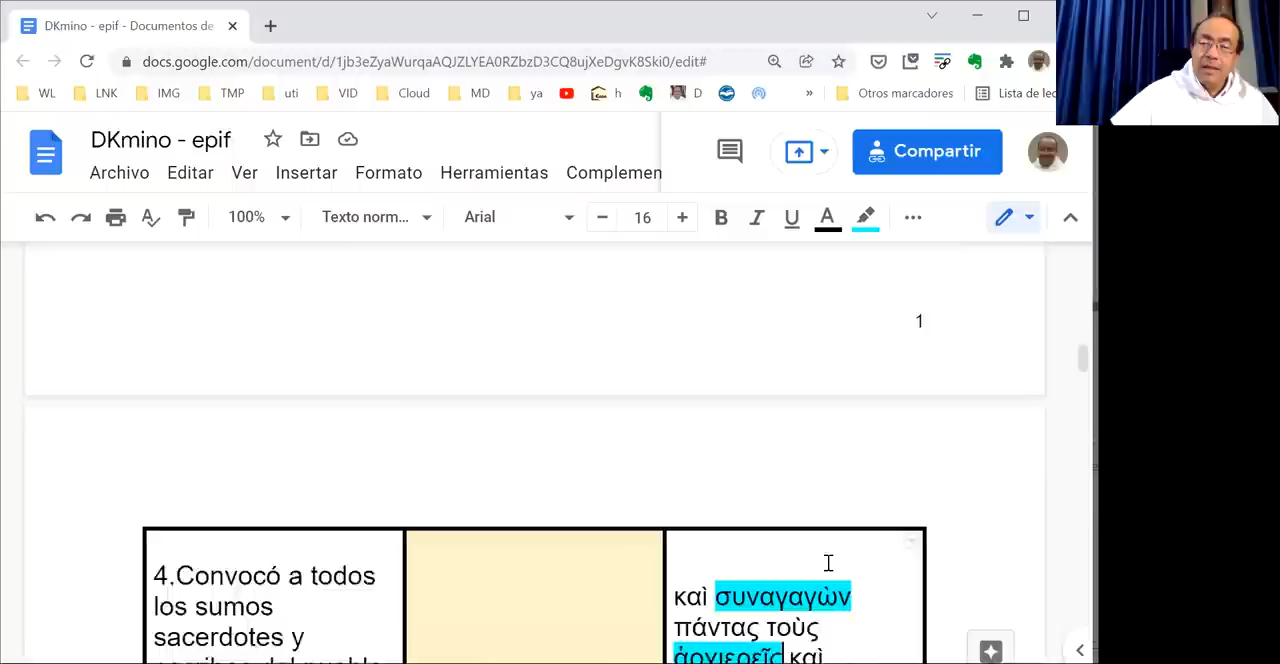 DKmino - epif - Documentos de
docs.google.com/document/d/1jb3eZyaWurqaAQJZLYEA0RZbzD3CQ8ujXeDgvK8Ski0/edit#
WL LNK IMG TMP uti VID Cloud MD ya h D » Otros marcadores Lista de lec
DKmino - epif
Archivo Editar Ver Insertar Formato Herramientas Complemen
Compartir
100% Texto norm... Arial 16 B I U A
1
4.Convocó a todos
los sumos
sacerdotes y
καὶ συναγαγὼν
πάντας τοὺς
ἀρχιερεῖς καὶ